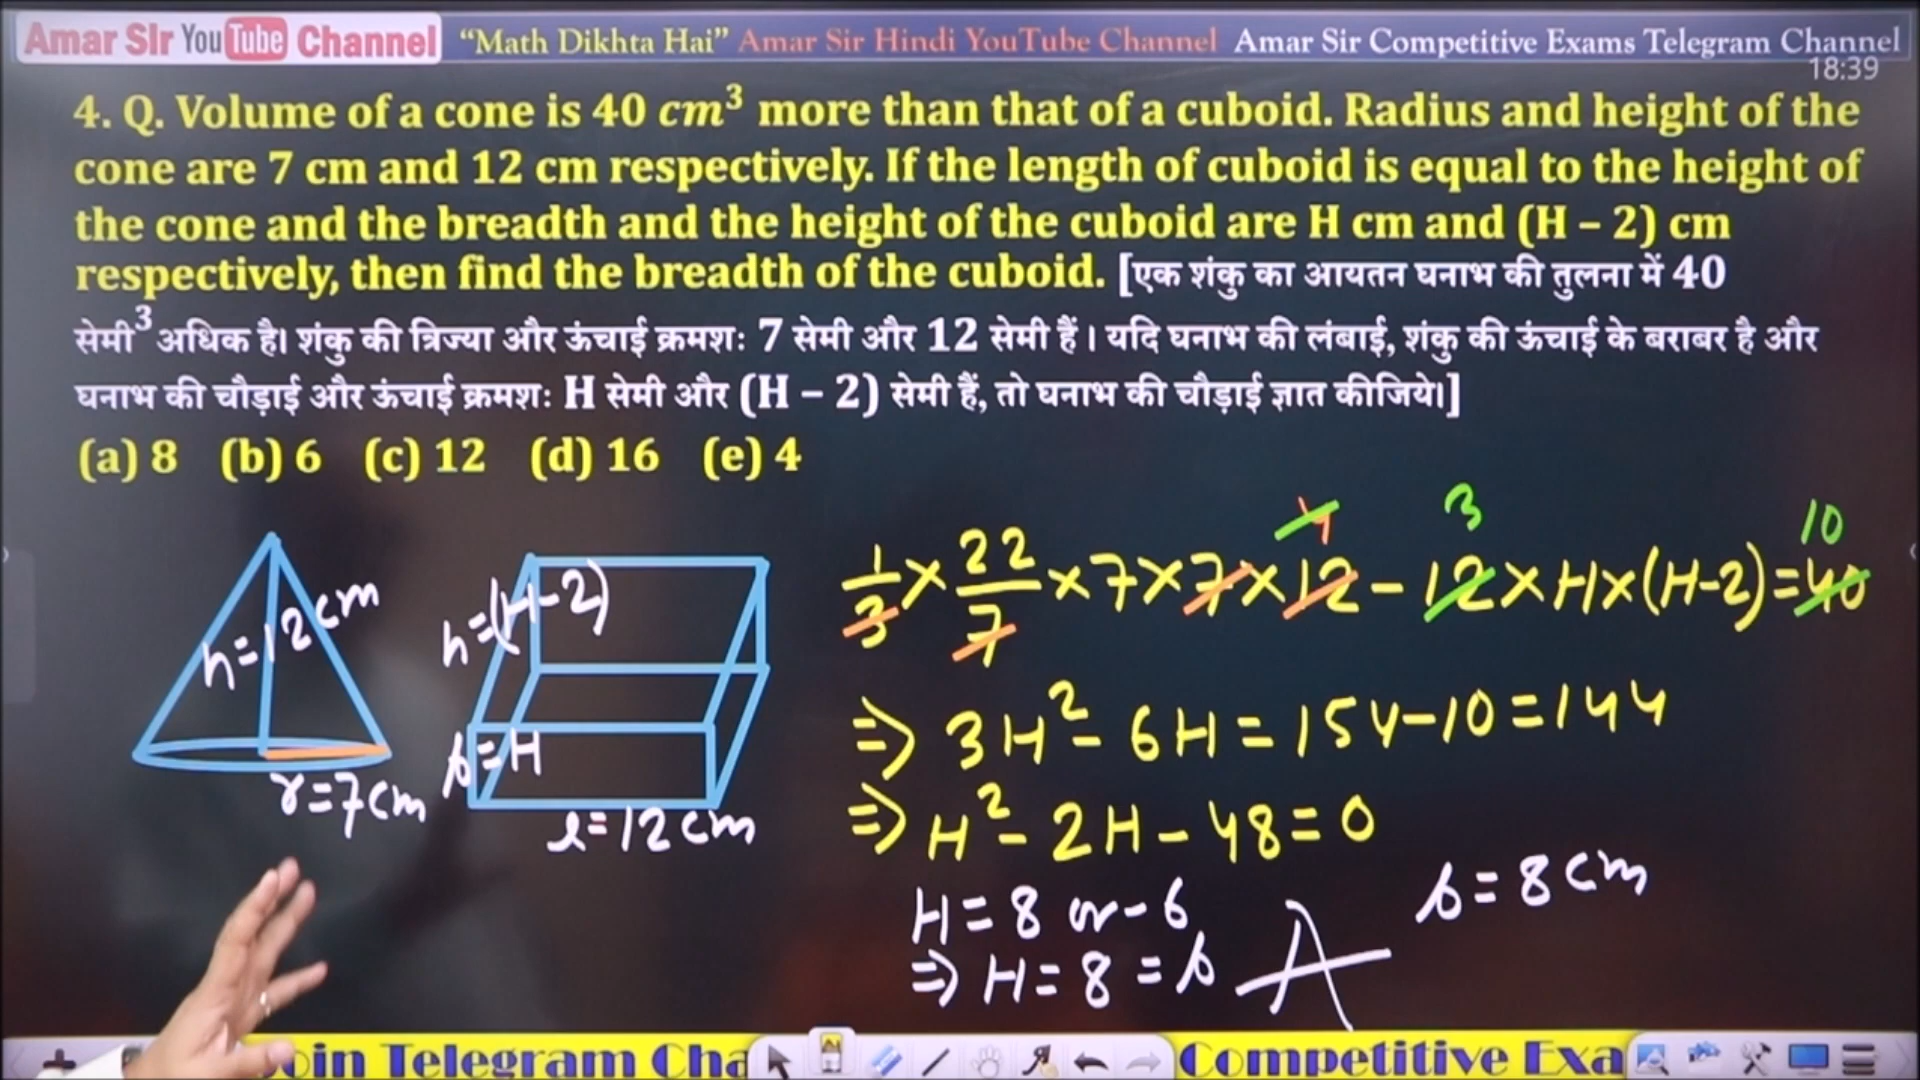 Amar SIr YouTube Channel "Math Dikhta Hai" Amar Sir Hindi YouTube Channel Amar Sir Competitive Exams Telegram Channel
18:39
4. Q. Volume of a cone is 40 cm³ more than that of a cuboid. Radius and height of the
cone are 7 cm and 12 cm respectively. If the length of cuboid is equal to the height of
the cone and the breadth and the height of the cuboid are H cm and (H – 2) cm
respectively, then find the breadth of the cuboid. [एक शंकु का आयतन घनाभ की तुलना में 40
सेमी³ अधिक है। शंकु की त्रिज्या और ऊंचाई क्रमश: 7 सेमी और 12 सेमी हैं । यदि घनाभ की लंबाई, शंकु की ऊंचाई के बराबर है और
घनाभ की चौड़ाई और ऊंचाई क्रमश: H सेमी और (H – 2) सेमी हैं, तो घनाभ की चौड़ाई ज्ञात कीजिये।]
(a) 8 (b) 6 (c) 12 (d) 16 (e) 4
4 3 10
1/3 × 22/7 × 7 × 7 × 12 – 12 × H × (H-2) = 40
h=12cm
h=(H-2)
⇒ 3H² - 6H = 154-10 = 144
b=H
r=7cm
l=12cm
⇒ H² - 2H - 48 = 0
b=8cm
H=8 or -6
⇒ H=8=b A
oin Telegram Cha Competitive Exa